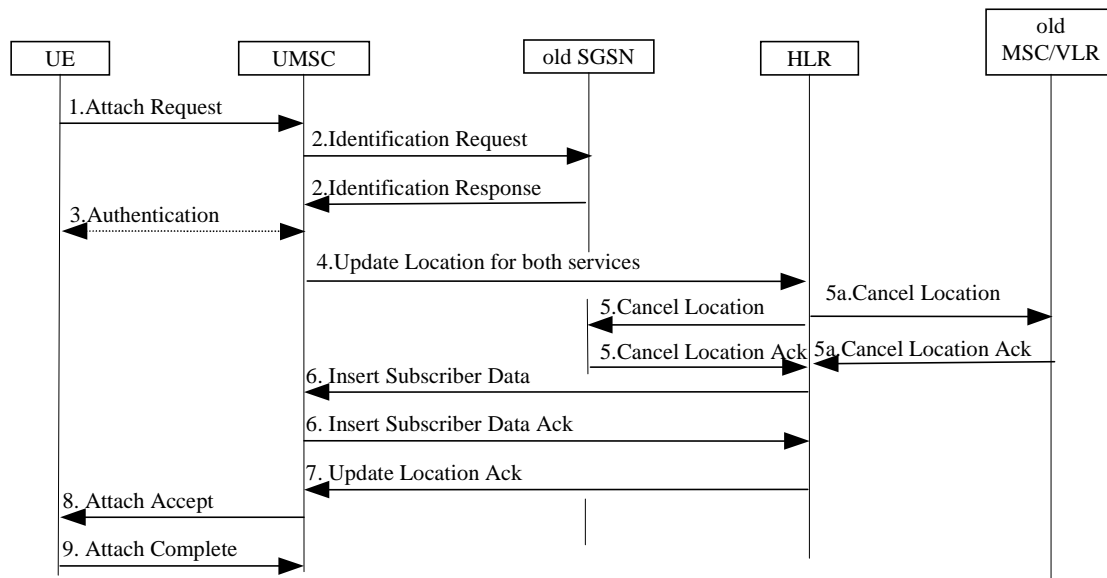 old
MSC/VLR
UE
UMSC
old SGSN
HLR
1.Attach Request
2.Identification Request
2.Identification Response
3.Authentication
4.Update Location for both services
5a.Cancel Location
5.Cancel Location
5.Cancel Location Ack
5a.Cancel Location Ack
6. Insert Subscriber Data
6. Insert Subscriber Data Ack
7. Update Location Ack
8. Attach Accept
9. Attach Complete